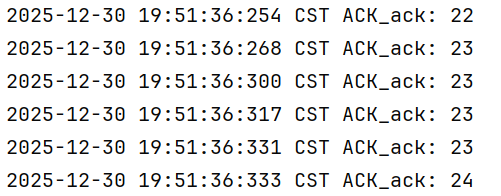 2025-12-30 19:51:36:254 CST ACK_ack: 22
2025-12-30 19:51:36:268 CST ACK_ack: 23
2025-12-30 19:51:36:300 CST ACK_ack: 23
2025-12-30 19:51:36:317 CST ACK_ack: 23
2025-12-30 19:51:36:331 CST ACK_ack: 23
2025-12-30 19:51:36:333 CST ACK_ack: 24